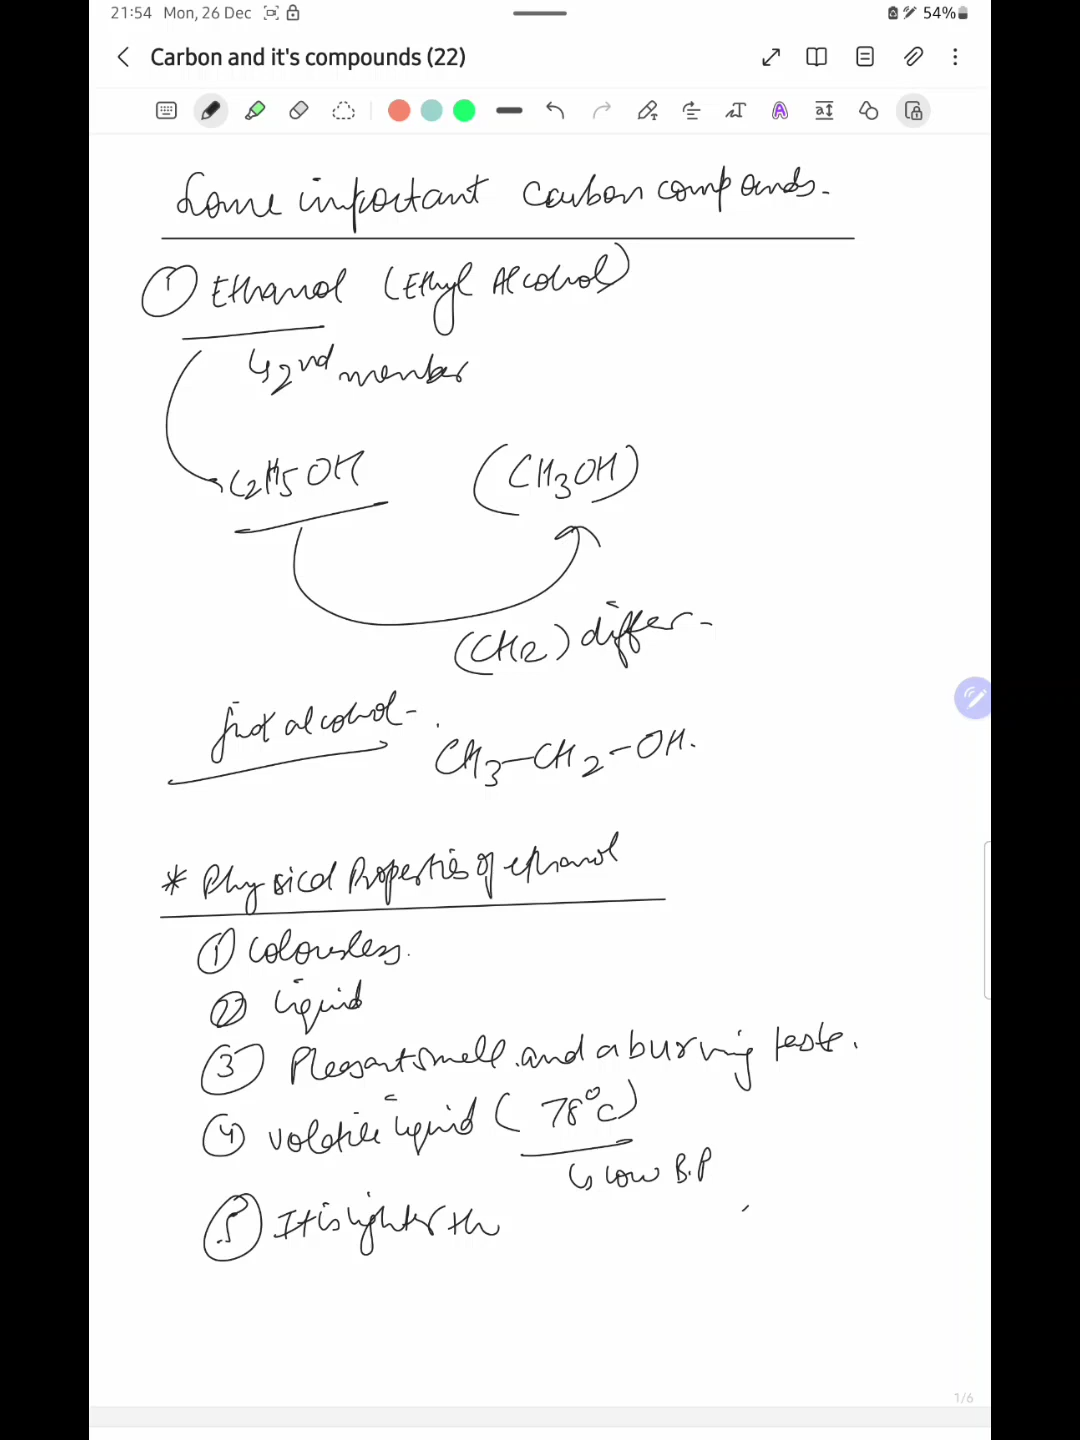 21:54 Mon, 26 Dec 54%
Carbon and it's compounds (22)
Some important Carbon compounds.
① Ethanol (Ethyl Alcohol)
↳ 2nd member
C2H5OH (CH3OH)
(CH2) differ-
just alcohol-
CH3-CH2-OH.
* Physical Properties of ethanol
① Colourless.
② liquid
③ Pleasant smell and a burning taste.
④ volatile liquid (78°C)
↳ low B.P
⑤ It is lighter th
1/6